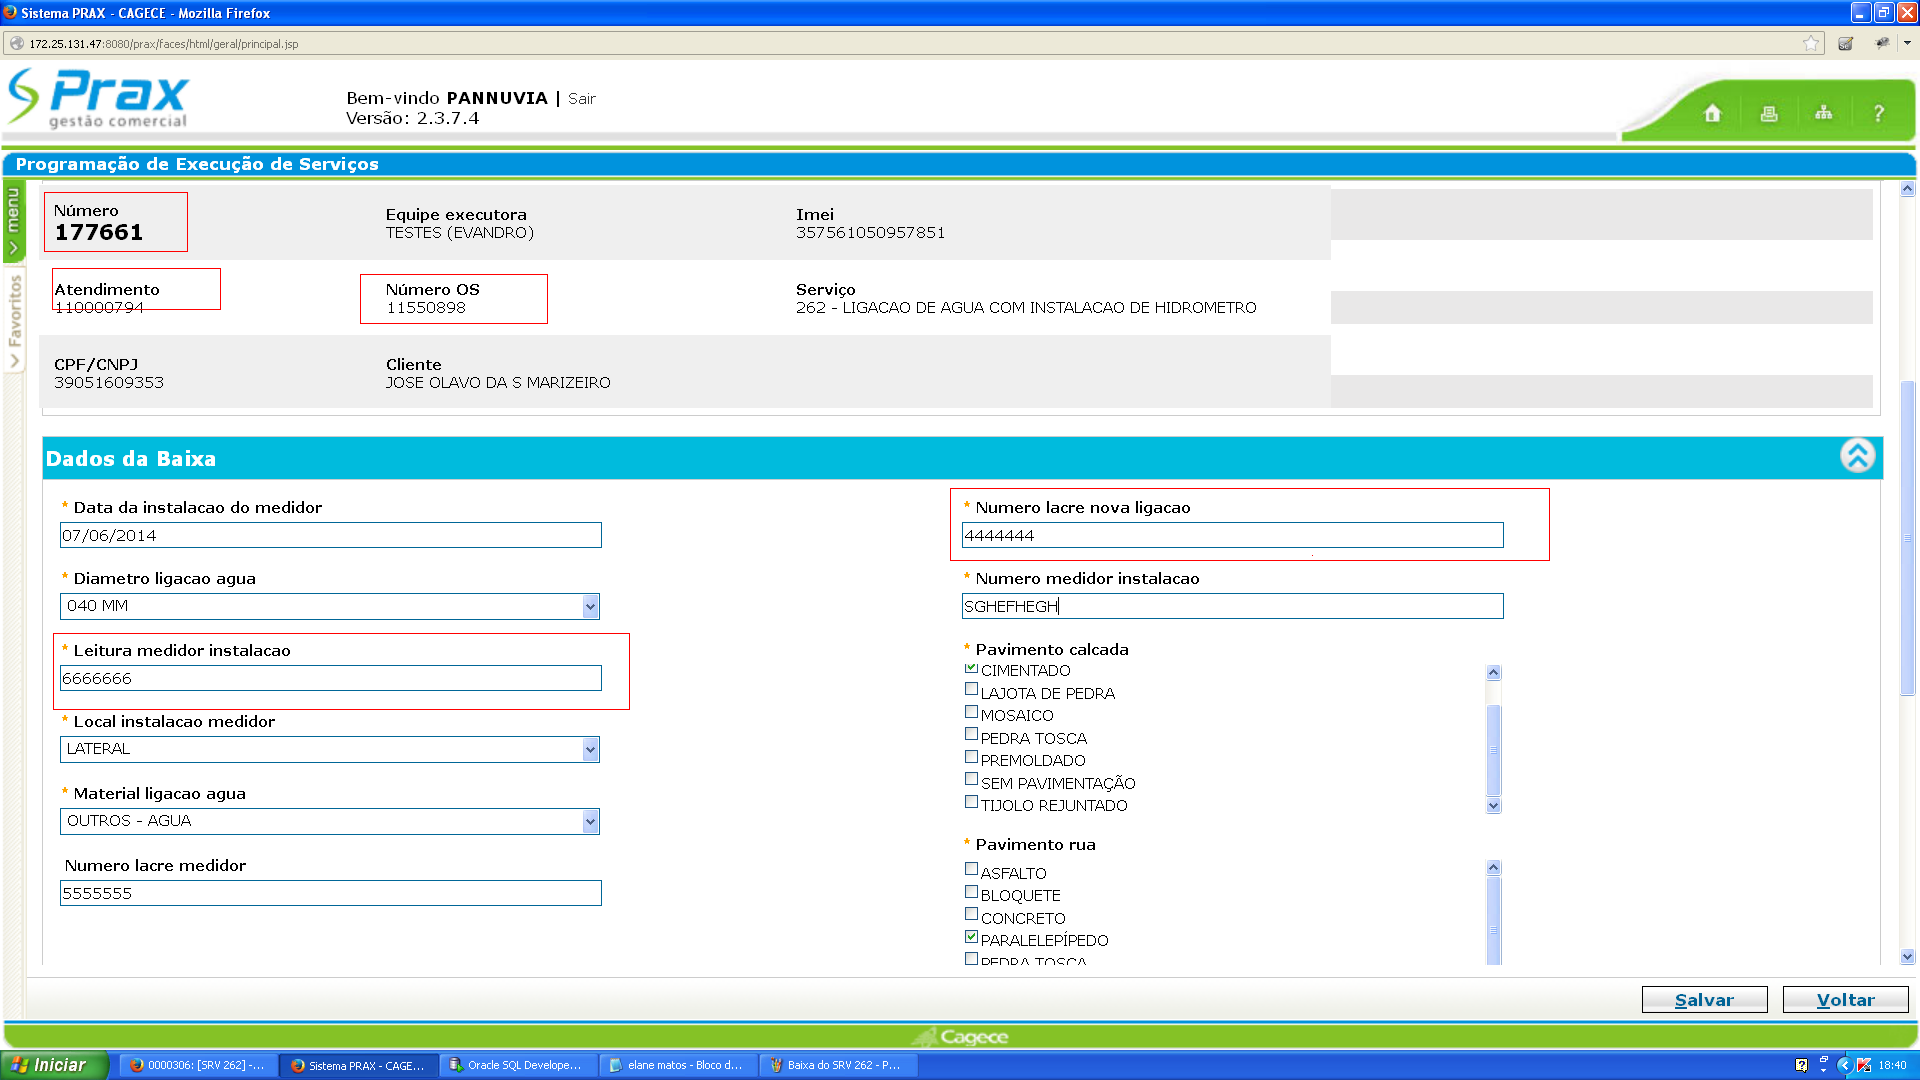 Sistema PRAX - CAGECE - Mozilla Firefox
172.25.131.47:8080/prax/faces/html/geral/principal.jsp
Prax
gestão comercial
Bem-vindo PANNUVIA | Sair
Versão: 2.3.7.4
?
Programação de Execução de Serviços
menu
Favoritos
Número
177661
Equipe executora
TESTES (EVANDRO)
Imei
357561050957851
Atendimento
110000794
Número OS
11550898
Serviço
262 - LIGACAO DE AGUA COM INSTALACAO DE HIDROMETRO
CPF/CNPJ
39051609353
Cliente
JOSE OLAVO DA S MARIZEIRO
Dados da Baixa
* Data da instalacao do medidor
07/06/2014
* Diametro ligacao agua
040 MM
* Leitura medidor instalacao
6666666
* Local instalacao medidor
LATERAL
* Material ligacao agua
OUTROS - AGUA
Numero lacre medidor
5555555
* Numero lacre nova ligacao
4444444
* Numero medidor instalacao
SGHEFHEGH
* Pavimento calcada
CIMENTADO
LAJOTA DE PEDRA
MOSAICO
PEDRA TOSCA
PREMOLDADO
SEM PAVIMENTAÇÃO
TIJOLO REJUNTADO
* Pavimento rua
ASFALTO
BLOQUETE
CONCRETO
PARALELEPÍPEDO
PEDRA TOSCA
Salvar
Voltar
Cagece
Iniciar
0000306: [SRV 262] -...
Sistema PRAX - CAGE...
Oracle SQL Develope...
elane matos - Bloco d...
Baixa do SRV 262 - P...
18:40